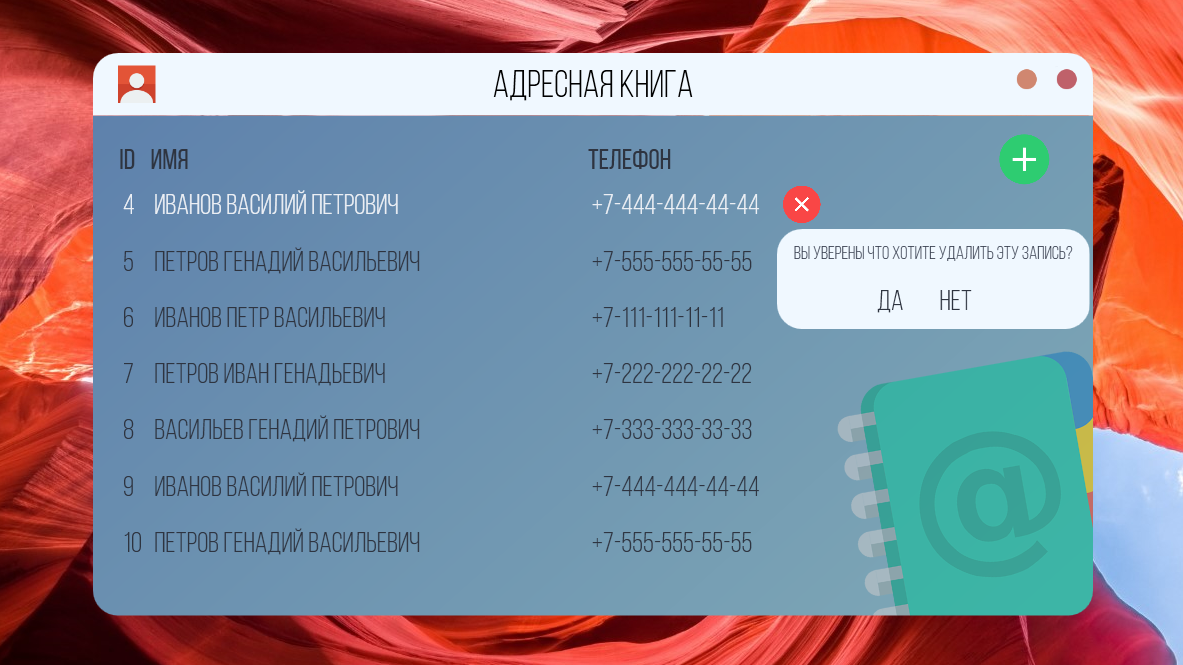 АДРЕСНАЯ КНИГА
ID ИМЯ ТЕЛЕФОН
4 ИВАНОВ ВАСИЛИЙ ПЕТРОВИЧ +7-444-444-44-44
ВЫ УВЕРЕНЫ ЧТО ХОТИТЕ УДАЛИТЬ ЭТУ ЗАПИСЬ?
ДА НЕТ
5 ПЕТРОВ ГЕНАДИЙ ВАСИЛЬЕВИЧ +7-555-555-55-55
6 ИВАНОВ ПЕТР ВАСИЛЬЕВИЧ +7-111-111-11-11
7 ПЕТРОВ ИВАН ГЕНАДЬЕВИЧ +7-222-222-22-22
8 ВАСИЛЬЕВ ГЕНАДИЙ ПЕТРОВИЧ +7-333-333-33-33
9 ИВАНОВ ВАСИЛИЙ ПЕТРОВИЧ +7-444-444-44-44
10 ПЕТРОВ ГЕНАДИЙ ВАСИЛЬЕВИЧ +7-555-555-55-55
@